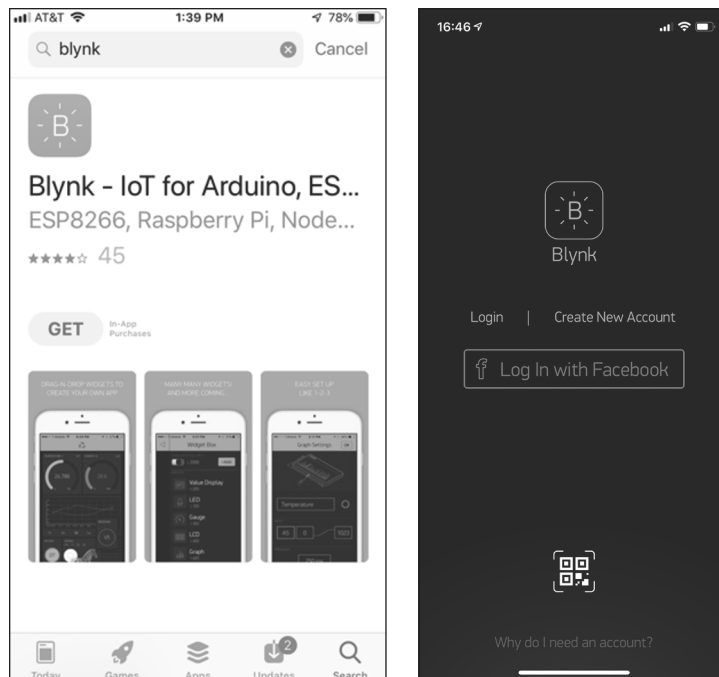 AT&T
1:39 PM
78%
blynk
Cancel
B
Blynk - IoT for Arduino, ES...
ESP8266, Raspberry Pi, Node...
45
GET
In-App
Purchases
DRAG-N-DROP WIDGETS TO
CREATE YOUR OWN APP
MANY MANY WIDGETS!
AND MORE COMING...
EASY SET UP
LIKE 1-2-3
Widget Box
Value Display
LED
Gauge
LCD
Graph
Graph Settings
Temperature
A5
0
1023
2
Today
Games
Apps
Updates
Search
16:46
B
Blynk
Login | Create New Account
f Log In with Facebook
Why do I need an account?